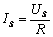 I_s = U_s / R